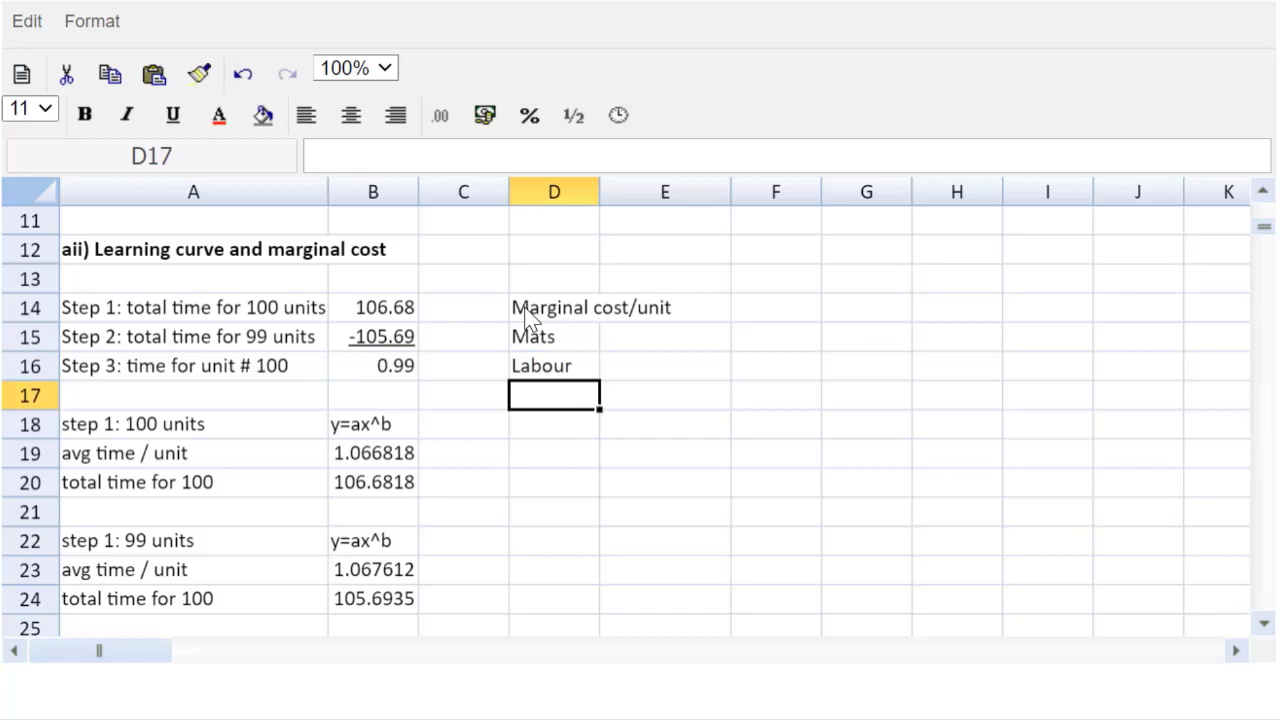 Edit Format
100%
11 B I U A .00 % 1/2
D17
A B C D E F G H I J K
11
12 aii) Learning curve and marginal cost
13
14 Step 1: total time for 100 units 106.68 Marginal cost/unit
15 Step 2: total time for 99 units -105.69 Mats
16 Step 3: time for unit # 100 0.99 Labour
17
18 step 1: 100 units y=ax^b
19 avg time / unit 1.066818
20 total time for 100 106.6818
21
22 step 1: 99 units y=ax^b
23 avg time / unit 1.067612
24 total time for 100 105.6935
25